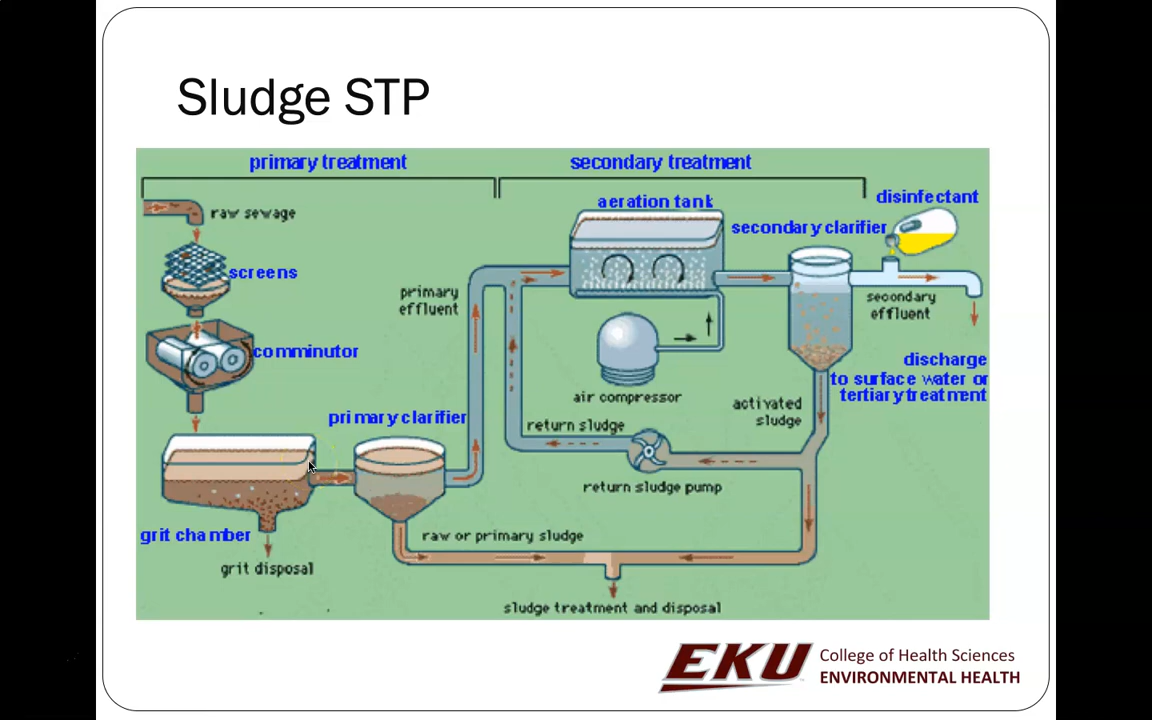 Sludge STP
primary treatment
secondary treatment
raw sewage
screens
comminutor
grit chamber
grit disposal
primary clarifier
raw or primary sludge
primary
effluent
aeration tank
air compressor
return sludge
return sludge pump
secondary clarifier
activated
sludge
disinfectant
secondary
effluent
discharge
to surface water or
tertiary treatment
sludge treatment and disposal
EKU
College of Health Sciences
ENVIRONMENTAL HEALTH